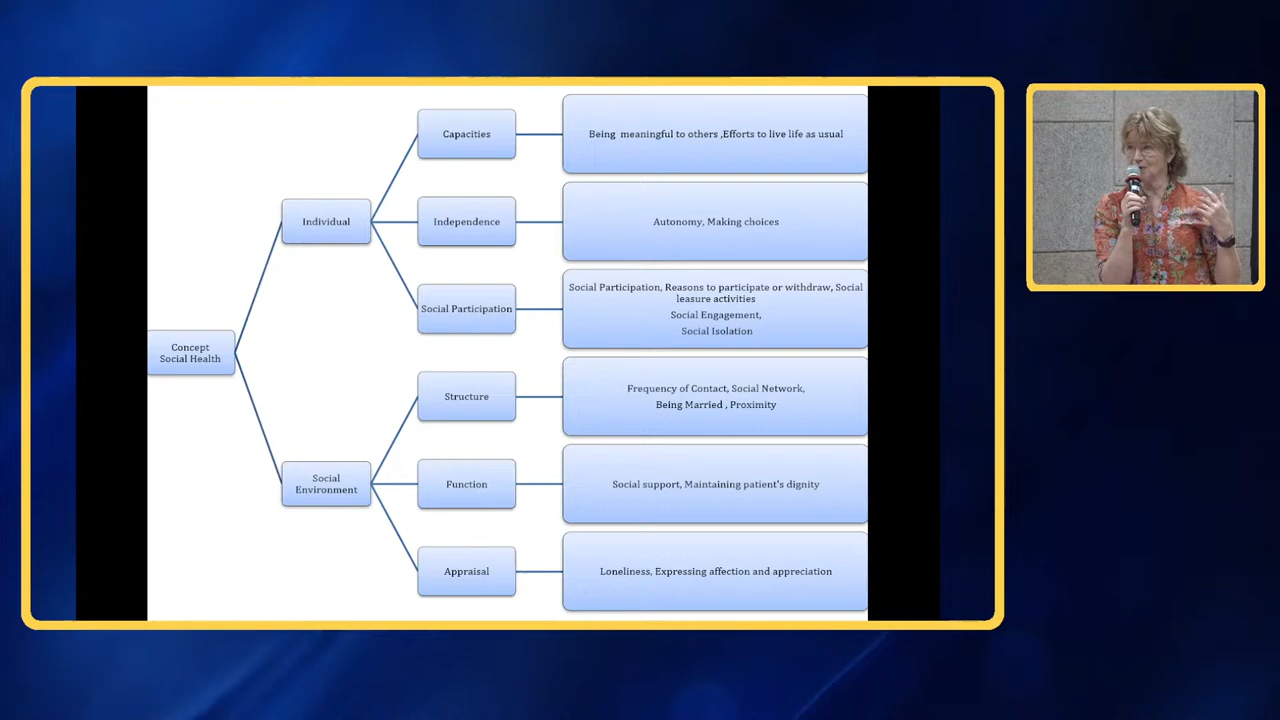 Capacities
Being meaningful to others ,Efforts to live life as usual
Individual
Independence
Autonomy, Making choices
Social Participation
Social Participation, Reasons to participate or withdraw, Social
leasure activities
Social Engagement,
Social Isolation
Concept
Social Health
Structure
Frequency of Contact, Social Network,
Being Married , Proximity
Social
Environment
Function
Social support, Maintaining patient's dignity
Appraisal
Loneliness, Expressing affection and appreciation